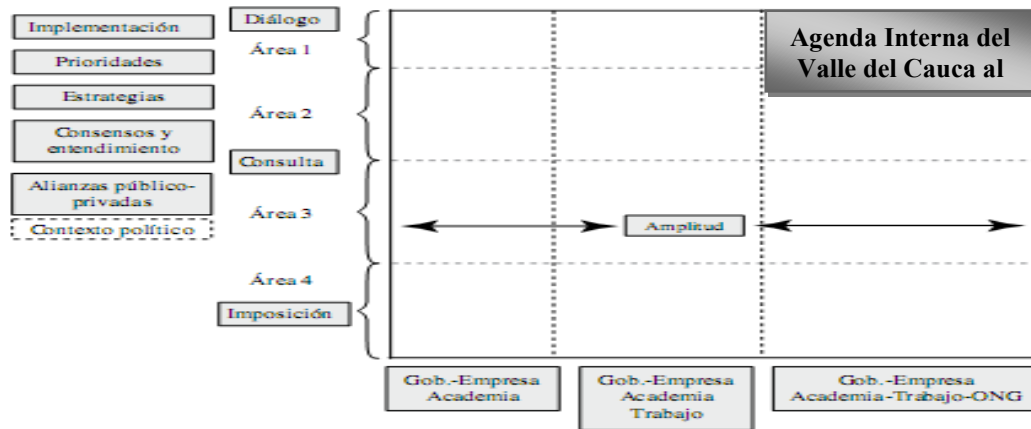 Implementación
Prioridades
Estrategias
Consensos y
entendimiento
Alianzas público-
privadas
Contexto político
Diálogo
Área 1
Área 2
Consulta
Área 3
Área 4
Imposición
Agenda Interna del
Valle del Cauca al
Amplitud
Gob.-Empresa
Academia
Gob.-Empresa
Academia
Trabajo
Gob.-Empresa
Academia-Trabajo-ONG